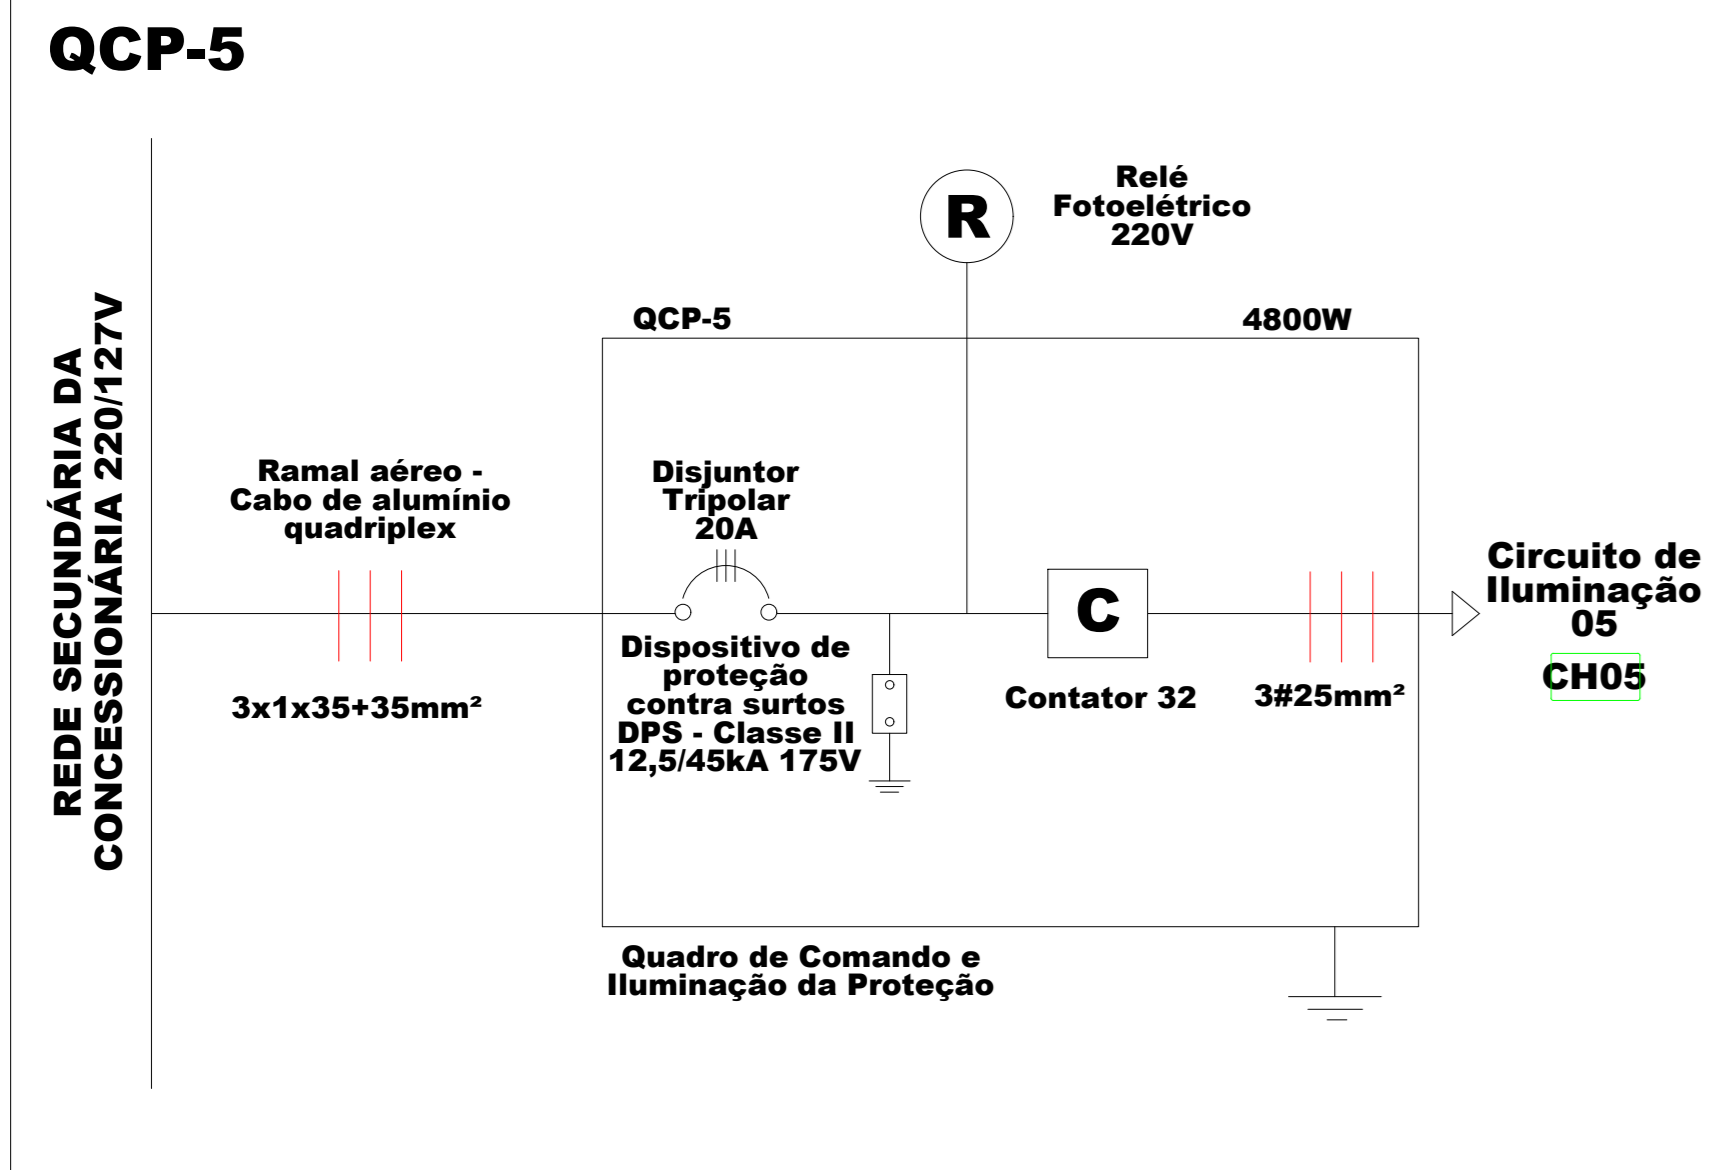 QCP-5
REDE SECUNDÁRIA DA
CONCESSIONÁRIA 220/127V
Ramal aéreo -
Cabo de alumínio
quadriplex
3x1x35+35mm²
QCP-5
4800W
R
Relé
Fotoelétrico
220V
Disjuntor
Tripolar
20A
Dispositivo de
proteção
contra surtos
DPS - Classe II
12,5/45kA 175V
C
Contator 32
3#25mm²
Circuito de
Iluminação
05
CH05
Quadro de Comando e
Iluminação da Proteção